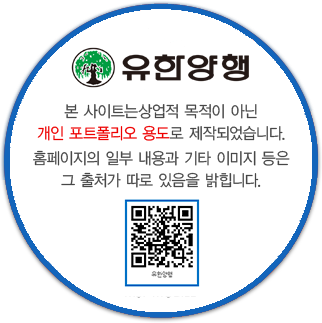 유한양행
본 사이트는상업적 목적이 아닌
개인 포트폴리오 용도로 제작되었습니다.
홈페이지의 일부 내용과 기타 이미지 등은
그 출처가 따로 있음을 밝힙니다.
유한양행